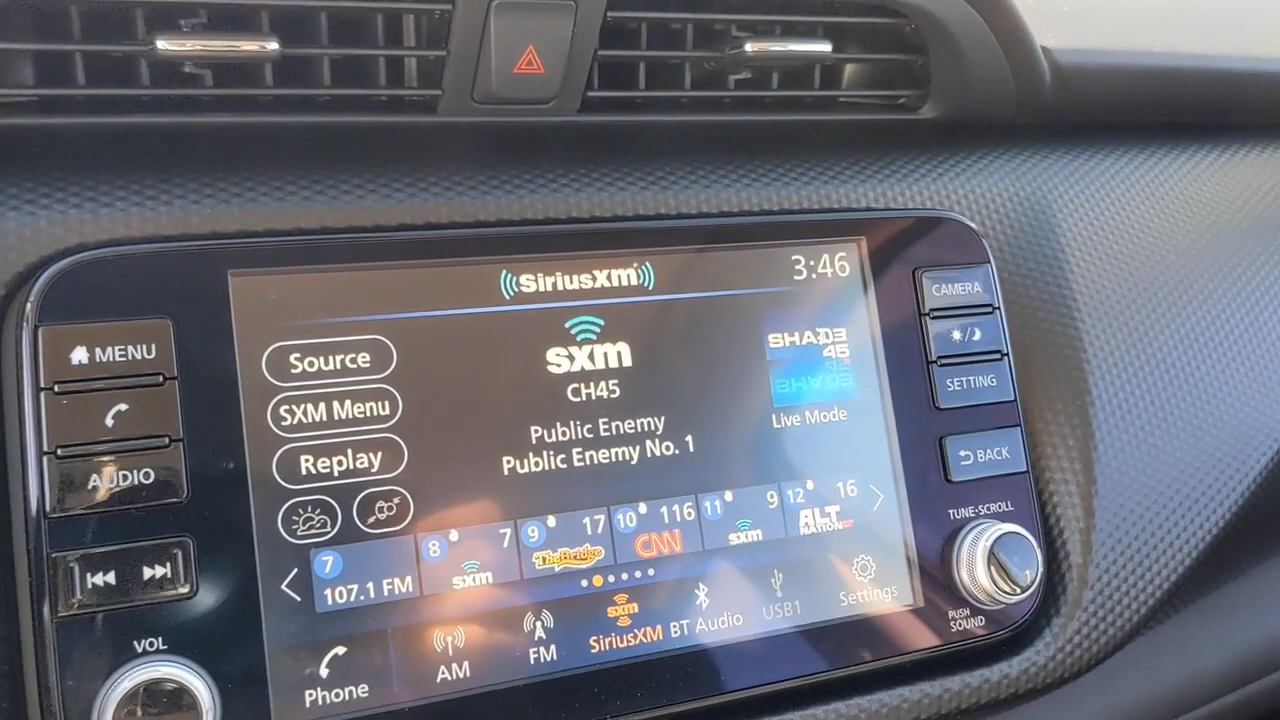 SiriusXM
3:46
MENU
AUDIO
VOL
Source
SXM Menu
Replay
sxm
CH45
Public Enemy
Public Enemy No. 1
SHADE
45
Live Mode
7
107.1 FM
8 7
sxm
9 17
The Bridge
10 116
CNN
11 9
sxm
12 16
ALT
NATION
Phone
AM
FM
sxm
SiriusXM
BT Audio
USB1
Settings
CAMERA
SETTING
BACK
TUNE·SCROLL
PUSH
SOUND